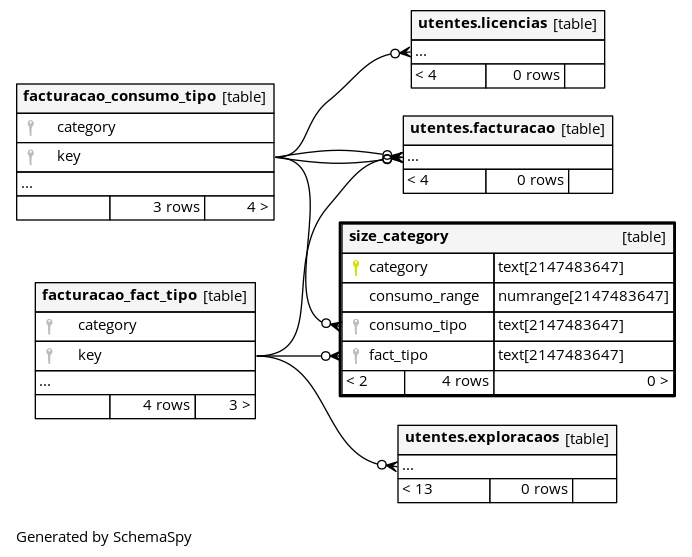 utentes.licencias [table]
...
< 4 0 rows
facturacao_consumo_tipo [table]
category
key
...
3 rows 4 >
utentes.facturacao [table]
...
< 4 0 rows
size_category [table]
category text[2147483647]
consumo_range numrange[2147483647]
consumo_tipo text[2147483647]
fact_tipo text[2147483647]
< 2 4 rows 0 >
facturacao_fact_tipo [table]
category
key
...
4 rows 3 >
utentes.exploracaos [table]
...
< 13 0 rows
Generated by SchemaSpy